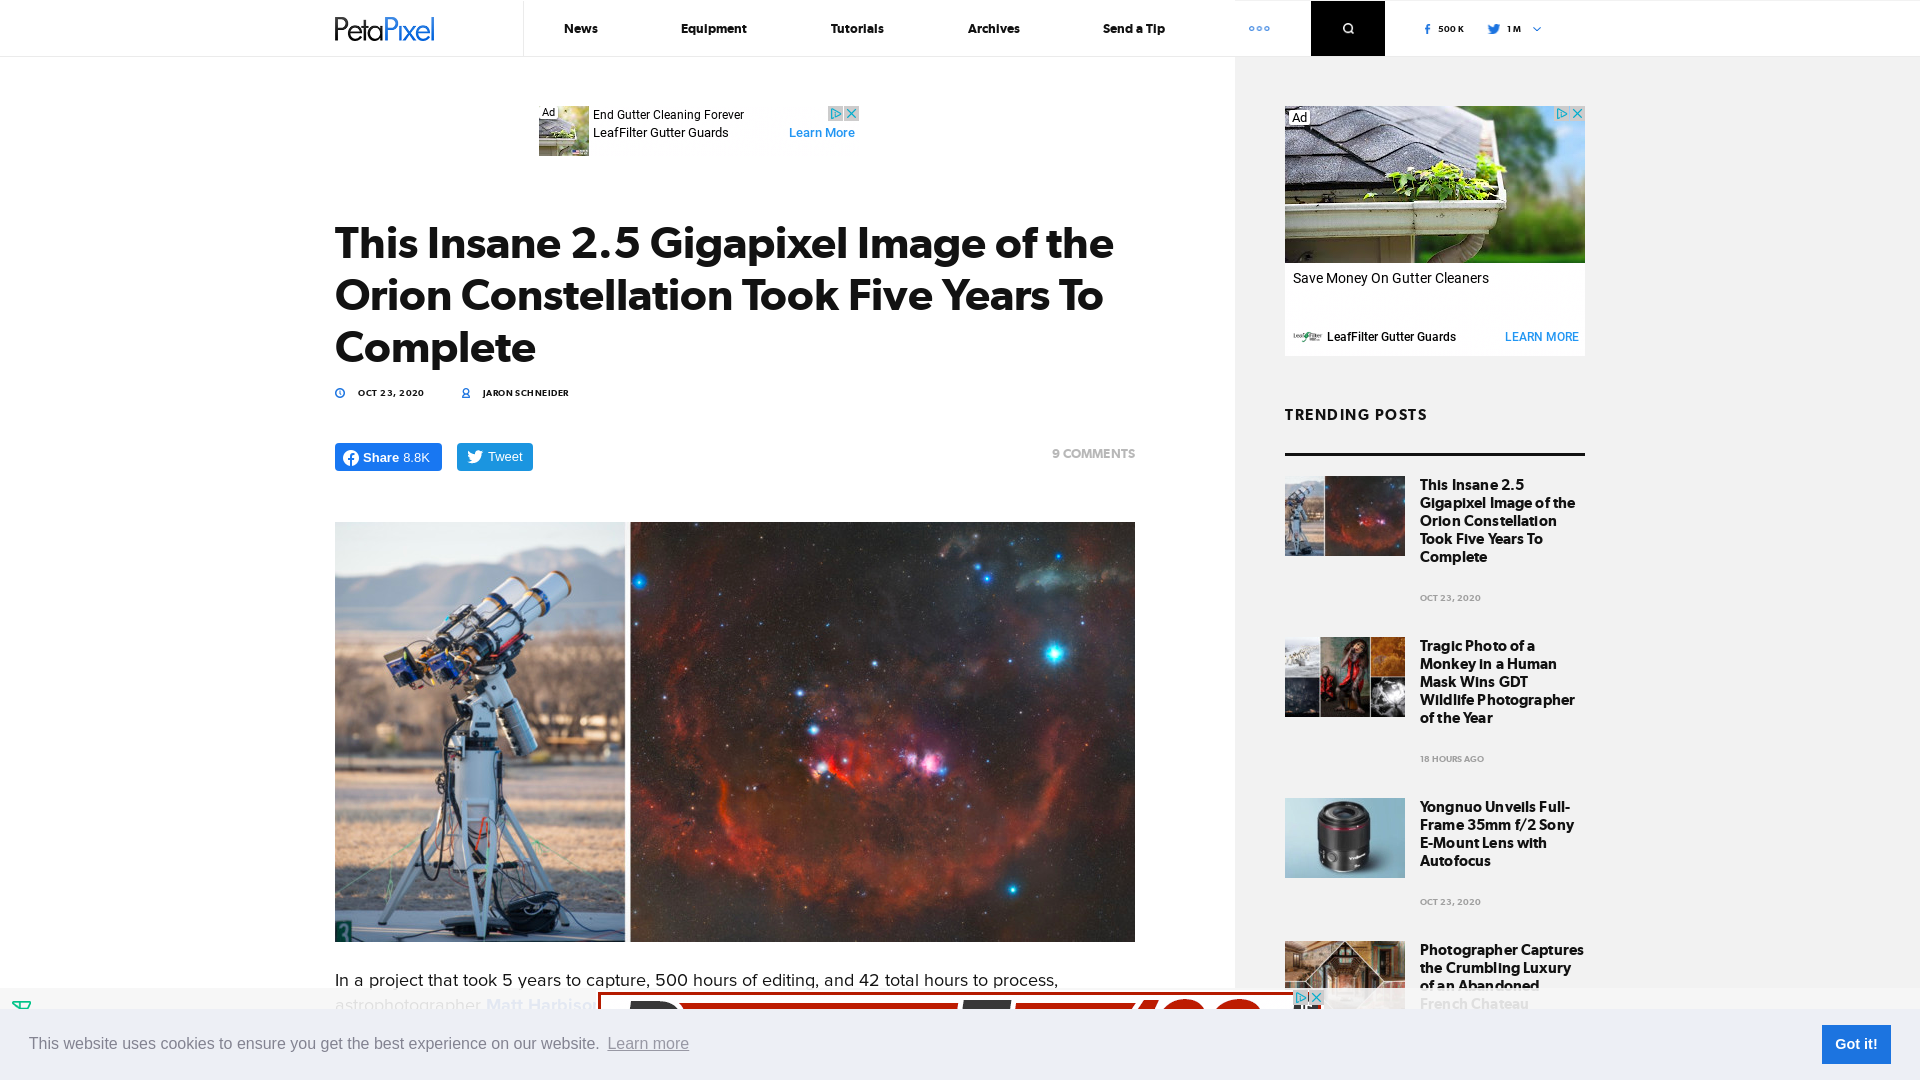 PetaPixel
News
Equipment
Tutorials
Archives
Send a Tip
500 K
1 M
Ad
End Gutter Cleaning Forever
LeafFilter Gutter Guards
Learn More
This Insane 2.5 Gigapixel Image of the
Orion Constellation Took Five Years To
Complete
OCT 23, 2020
JARON SCHNEIDER
Share 8.8K
Tweet
9 COMMENTS
3
In a project that took 5 years to capture, 500 hours of editing, and 42 total hours to process,
astrophotographer Matt Harbison
Ad
Save Money On Gutter Cleaners
LeafFilter
LeafFilter Gutter Guards
LEARN MORE
TRENDING POSTS
This Insane 2.5
Gigapixel Image of the
Orion Constellation
Took Five Years To
Complete
OCT 23, 2020
Tragic Photo of a
Monkey in a Human
Mask Wins GDT
Wildlife Photographer
of the Year
18 HOURS AGO
Yongnuo Unveils Full-
Frame 35mm f/2 Sony
E-Mount Lens with
Autofocus
OCT 23, 2020
Photographer Captures
the Crumbling Luxury
of an Abandoned
French Chateau
This website uses cookies to ensure you get the best experience on our website. Learn more
Got it!